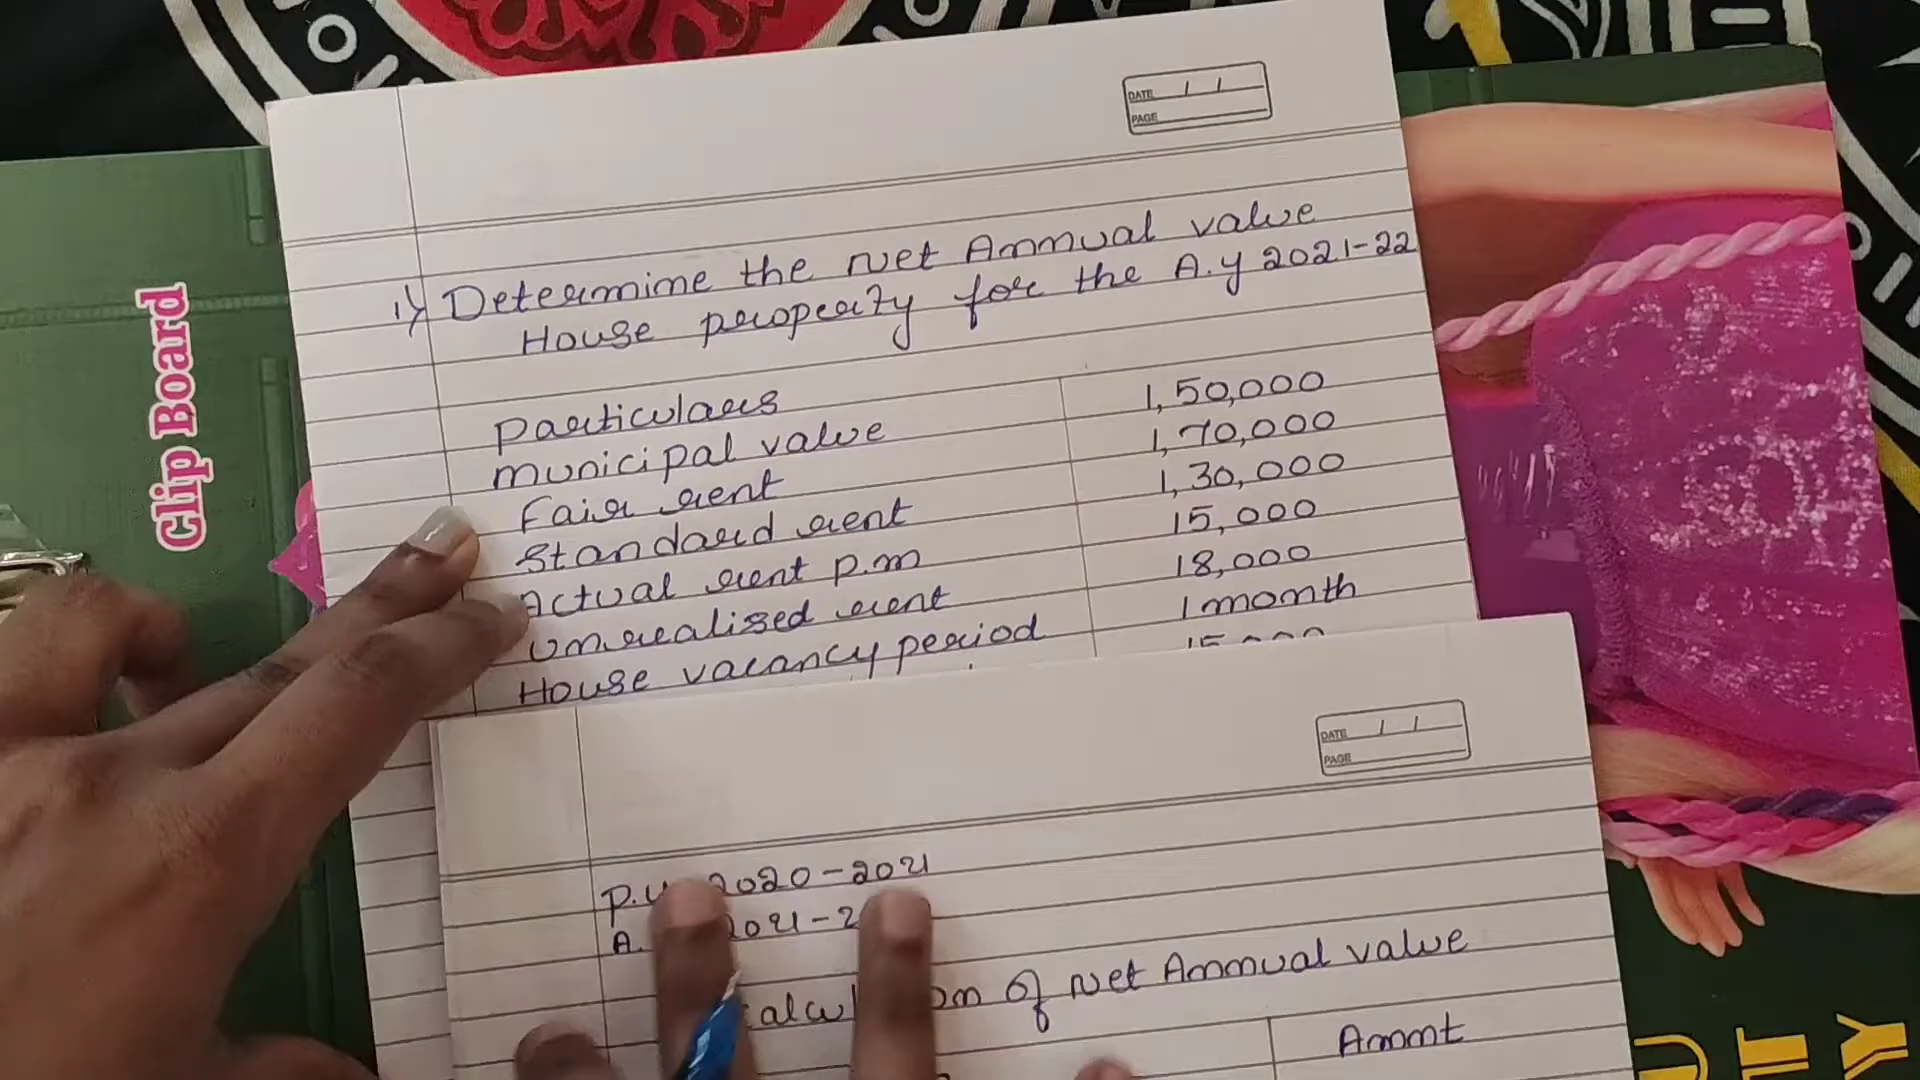 DATE
PAGE
1) Determine the Net Annual value
House property for the A.y 2021-22
Particulars
municipal value 1,50,000
Fair rent 1,70,000
Standard rent 1,30,000
Actual rent p.m 15,000
unrealised rent 18,000
House vacancy period 1 month
Clip Board
DATE
PAGE
P.y 2020-2021
A. 2021-2
of Net Annual value
Amnt